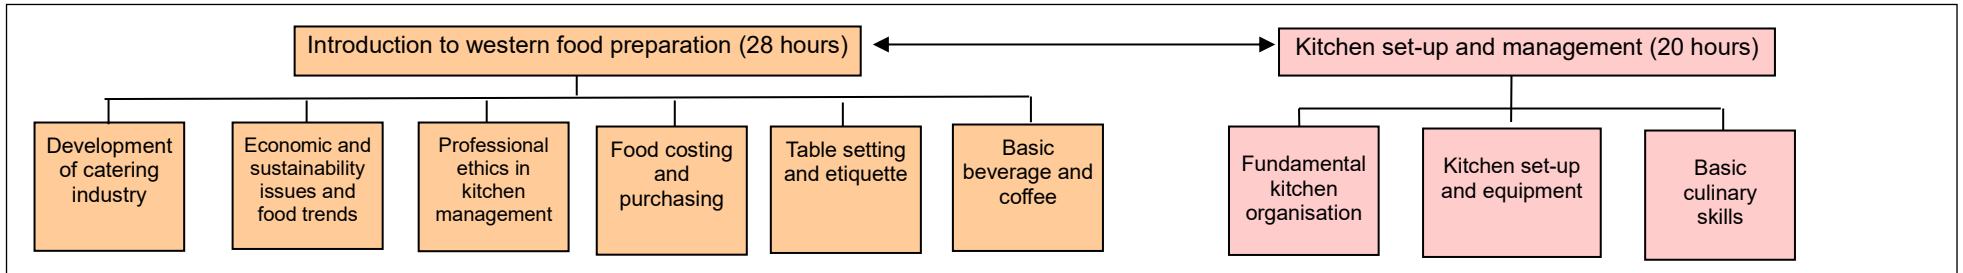 Introduction to western food preparation (28 hours)
Kitchen set-up and management (20 hours)
Development
of catering
industry
Economic and
sustainability
issues and
food trends
Professional
ethics in
kitchen
management
Food costing
and
purchasing
Table setting
and etiquette
Basic
beverage and
coffee
Fundamental
kitchen
organisation
Kitchen set-up
and equipment
Basic
culinary
skills